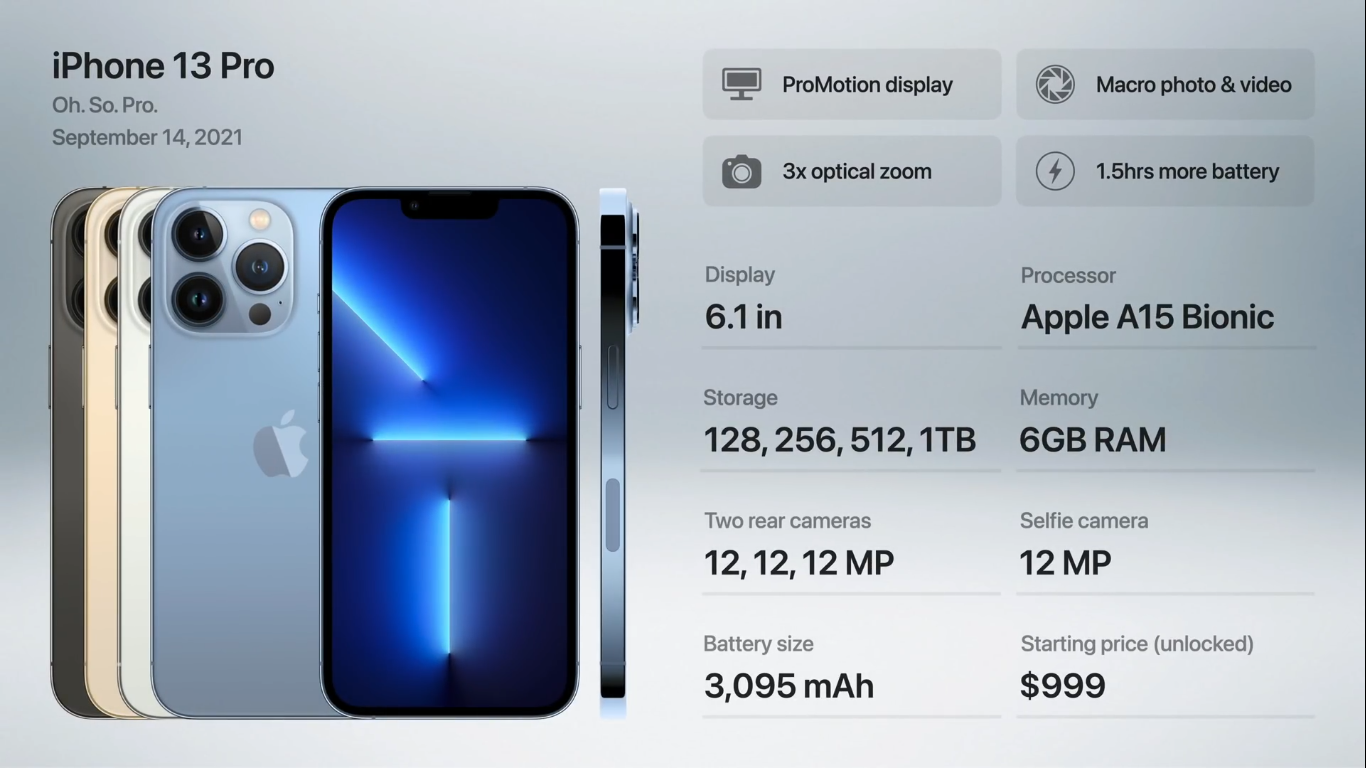 iPhone 13 Pro
Oh. So. Pro.
September 14, 2021
ProMotion display
Macro photo & video
3x optical zoom
1.5hrs more battery
Display
6.1 in
Processor
Apple A15 Bionic
Storage
128, 256, 512, 1TB
Memory
6GB RAM
Two rear cameras
12, 12, 12 MP
Selfie camera
12 MP
Battery size
3,095 mAh
Starting price (unlocked)
$999